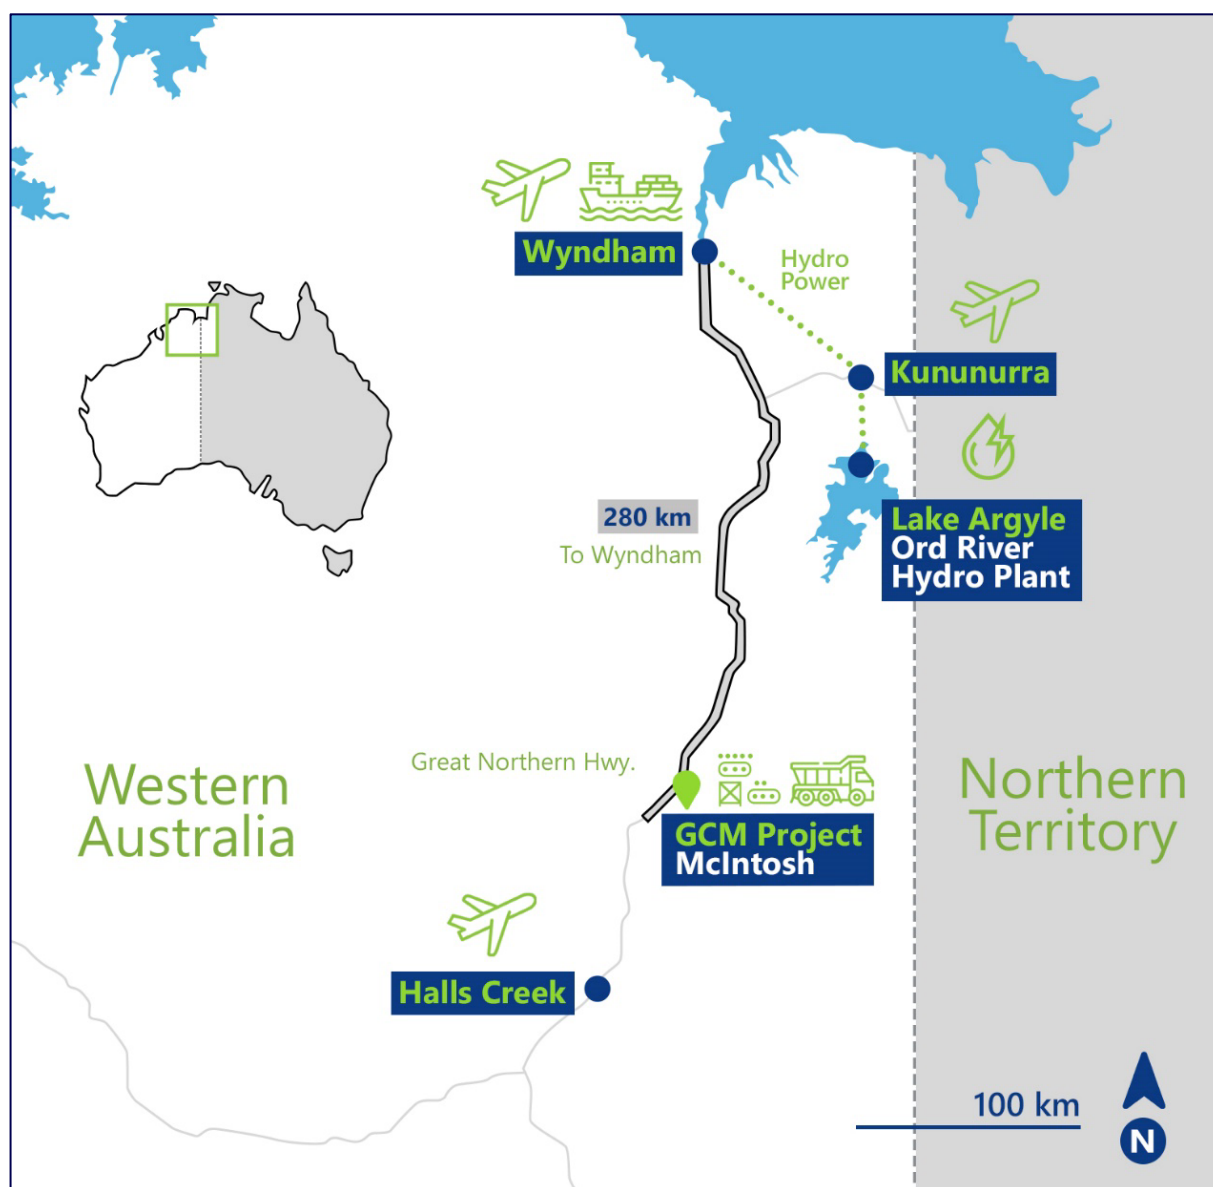 Wyndham
Hydro
Power
Kununurra
Lake Argyle
Ord River
Hydro Plant
280 km
To Wyndham
Great Northern Hwy.
Western
Australia
Northern
Territory
GCM Project
McIntosh
Halls Creek
100 km
N